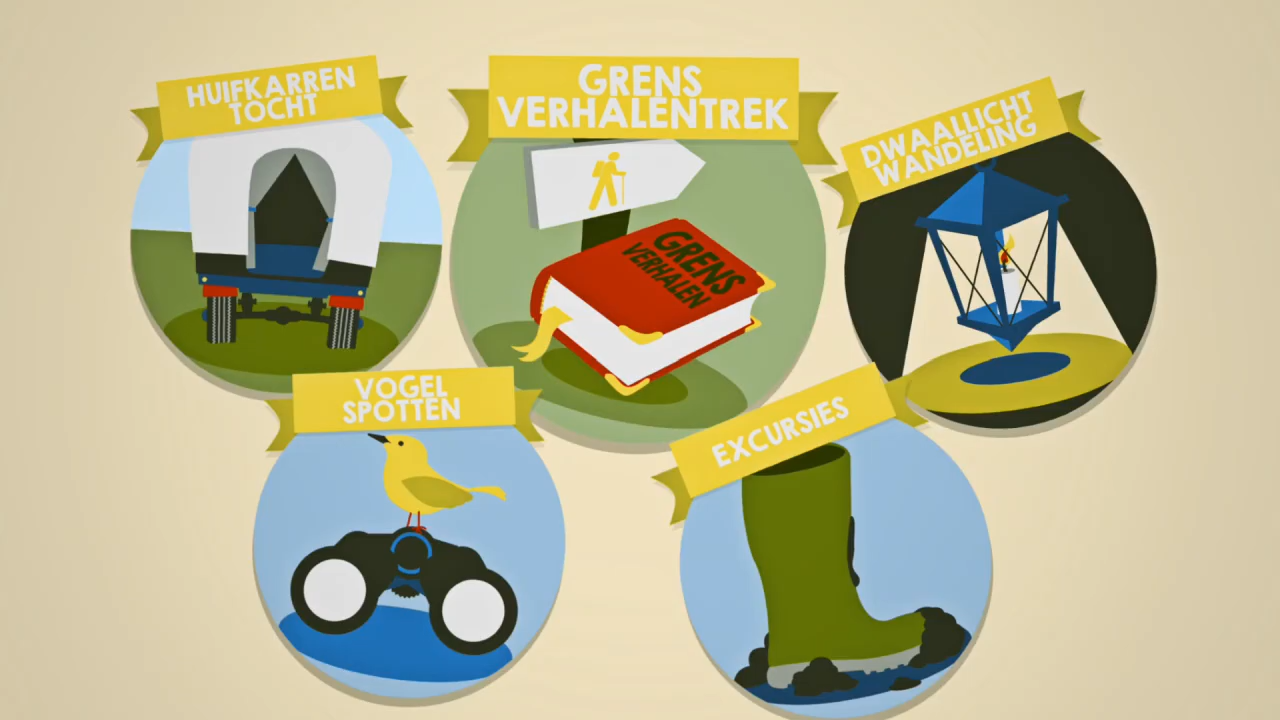 HUIFKARREN
TOCHT
GRENS
VERHALENTREK
DWAALLICHT
WANDELING
GRENS
VERHALEN
VOGEL
SPOTTEN
EXCURSIES